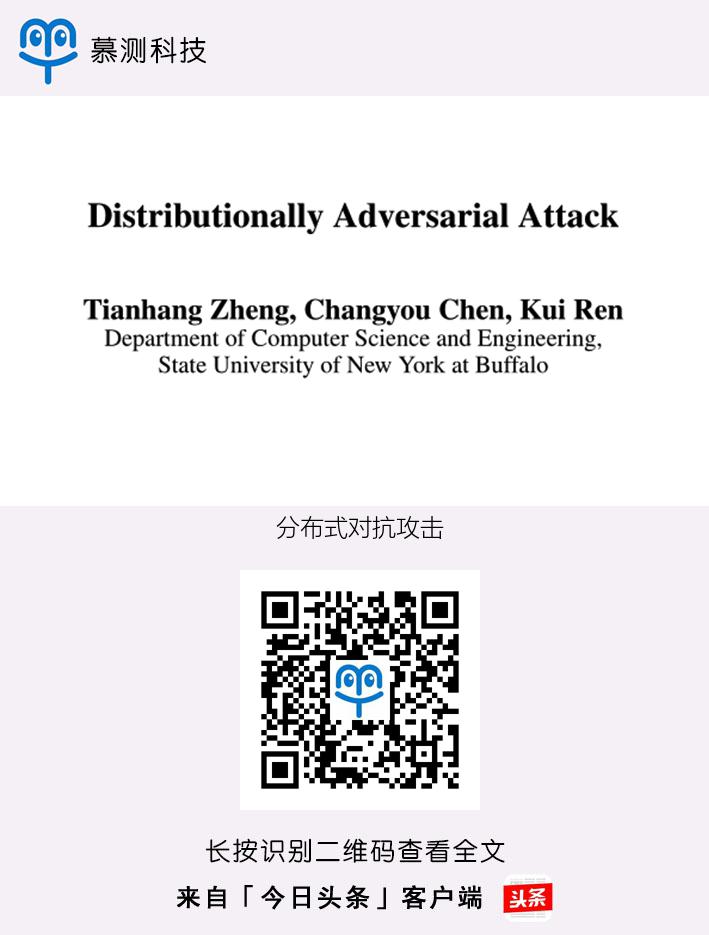 慕测科技
Distributionally Adversarial Attack
Tianhang Zheng, Changyou Chen, Kui Ren
Department of Computer Science and Engineering,
State University of New York at Buffalo
分布式对抗攻击
长按识别二维码查看全文
来自「今日头条」客户端
头条